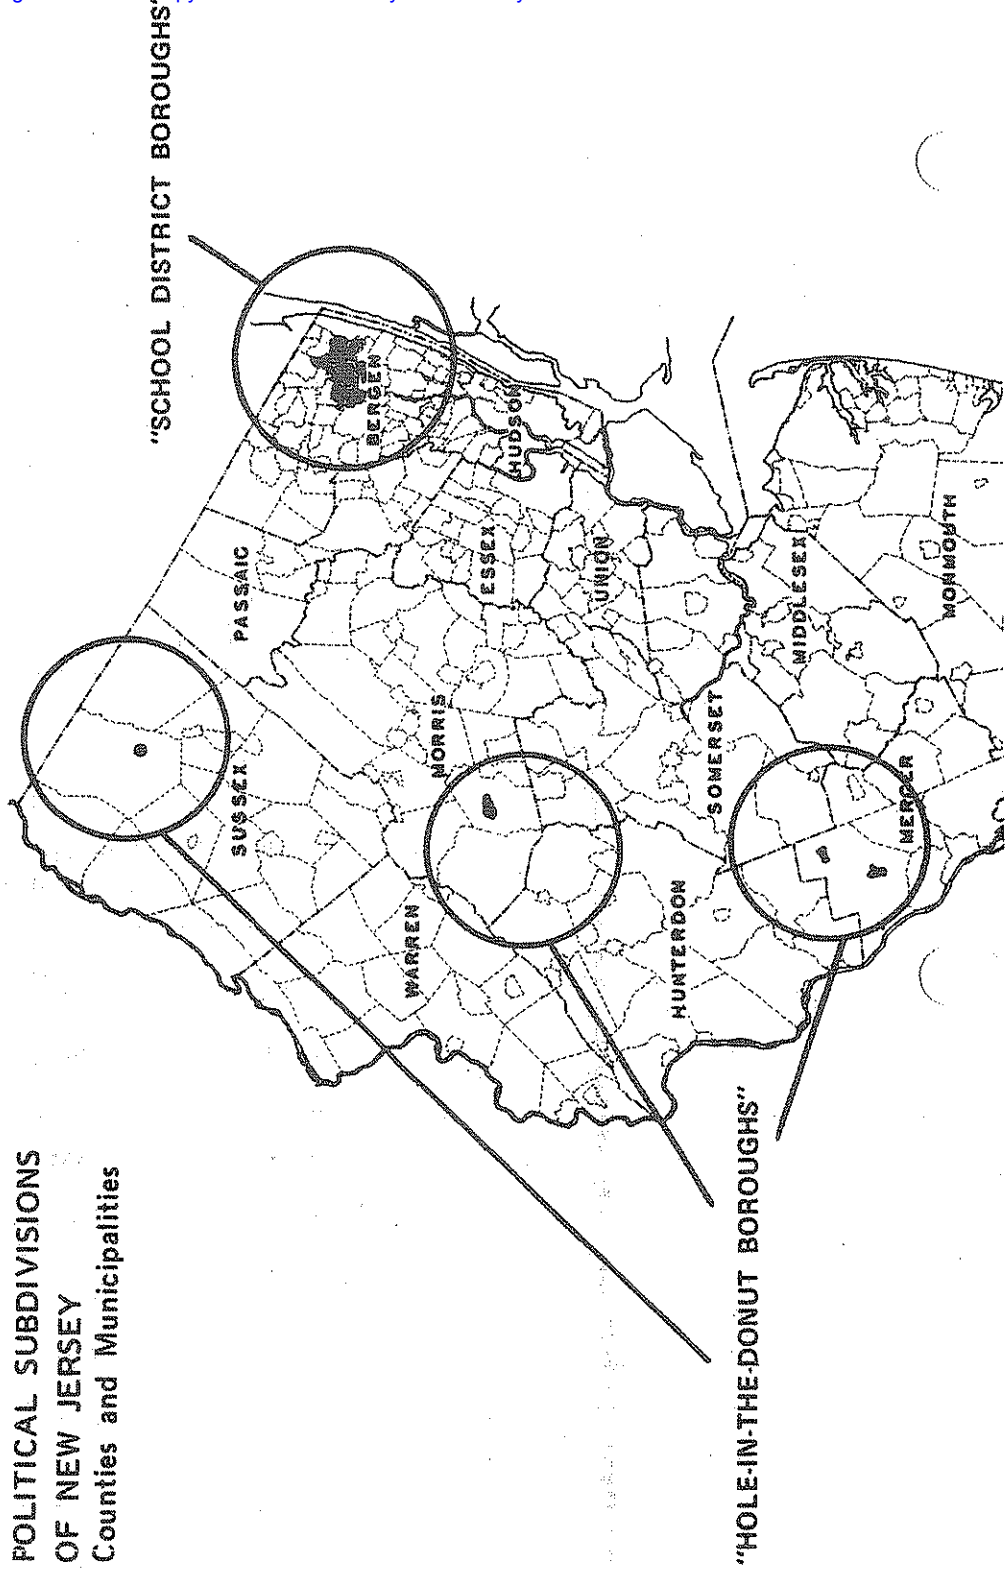 POLITICAL SUBDIVISIONS
OF NEW JERSEY
Counties and Municipalities
"SCHOOL DISTRICT BOROUGHS"
"HOLE-IN-THE-DONUT BOROUGHS"
SUSSEX
PASSAIC
BERGEN
WARREN
MORRIS
ESSEX
HUDSON
UNION
HUNTERDON
SOMERSET
MIDDLESEX
MERCER
MONMOUTH